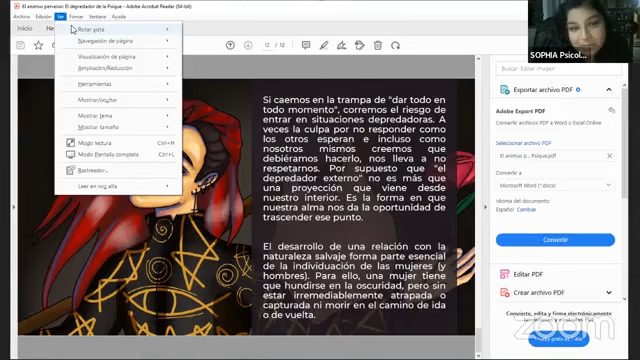 El animus perverso: El depredador de la Psique - Adobe Acrobat Reader (64-bit)
Archivo Edición Ver Firmar Ventana Ayuda
Inicio
12 / 12
Rotar vista
Navegación de página
Visualización de página
Ampliación/Reducción
Herramientas
Mostrar/ocultar
Mostrar tema
Mostrar tamaño
Modo lectura Ctrl+H
Modo Pantalla completa Ctrl+L
Rastreador...
Leer en voz alta
Si caemos en la trampa de "dar todo en
todo momento", corremos el riesgo de
entrar en situaciones depredadoras. A
veces la culpa por no responder como
los otros esperan e incluso como
nosotros mismos creemos que
debiéramos hacerlo, nos lleva a no
respetarnos. Por supuesto que "el
depredador externo" no es más que
una proyección que viene desde
nuestro interior. Es la forma en que
nuestra alma nos da la oportunidad de
trascender ese punto.
El desarrollo de una relación con la
naturaleza salvaje forma parte esencial
de la individuación de las mujeres (y
hombres). Para ello, una mujer tiene
que hundirse en la oscuridad, pero sin
estar irremediablemente atrapada o
capturada ni morir en el camino de ida
o de vuelta.
SOPHIA Psicol...
Buscar Editar imagen
Exportar archivo PDF
Adobe Export PDF
Convertir archivos PDF a Word o Excel Online
Seleccionar archivo PDF
El animus p... Psique.pdf
Convertir a
Microsoft Word (*.docx)
Idioma del documento:
Español Cambiar
Convertir
Editar PDF
Crear archivo PDF
Convierta, edite y firme formularios
zoom